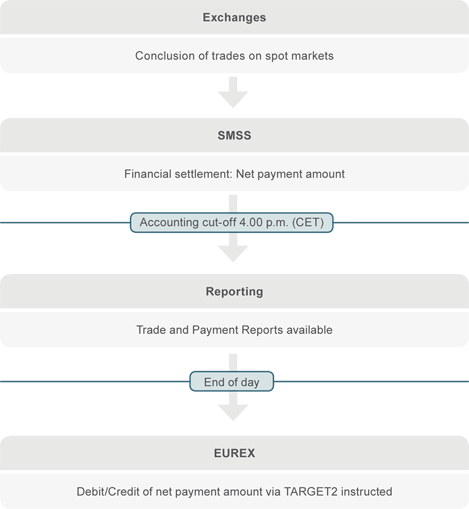 Exchanges
Conclusion of trades on spot markets
SMSS
Financial settlement: Net payment amount
Accounting cut-off 4.00 p.m. (CET)
Reporting
Trade and Payment Reports available
End of day
EUREX
Debit/Credit of net payment amount via TARGET2 instructed